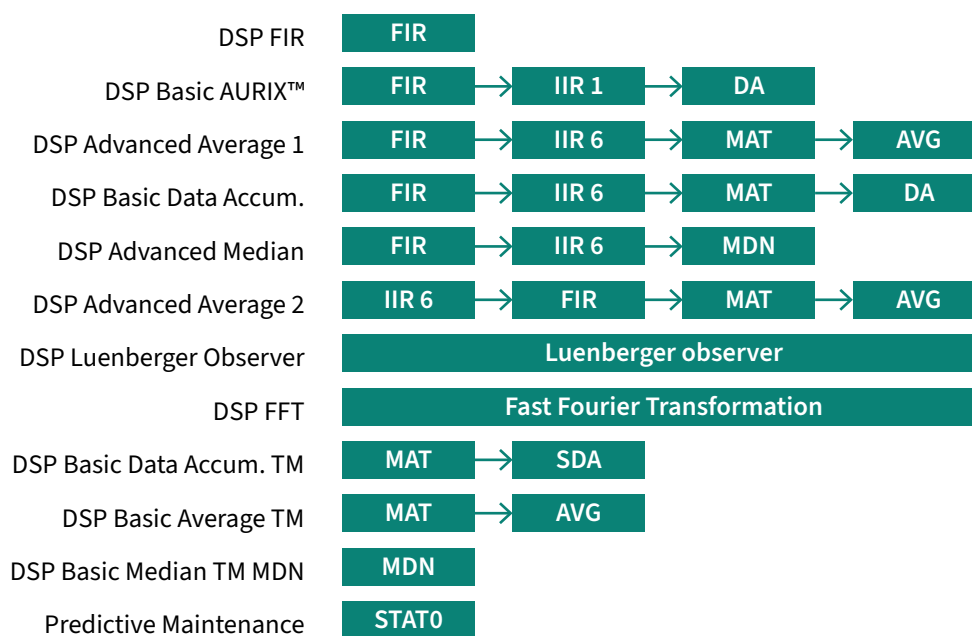 DSP FIR FIR
DSP Basic AURIX™ FIR IIR 1 DA
DSP Advanced Average 1 FIR IIR 6 MAT AVG
DSP Basic Data Accum. FIR IIR 6 MAT DA
DSP Advanced Median FIR IIR 6 MDN
DSP Advanced Average 2 IIR 6 FIR MAT AVG
DSP Luenberger Observer Luenberger observer
DSP FFT Fast Fourier Transformation
DSP Basic Data Accum. TM MAT SDA
DSP Basic Average TM MAT AVG
DSP Basic Median TM MDN MDN
Predictive Maintenance STAT0